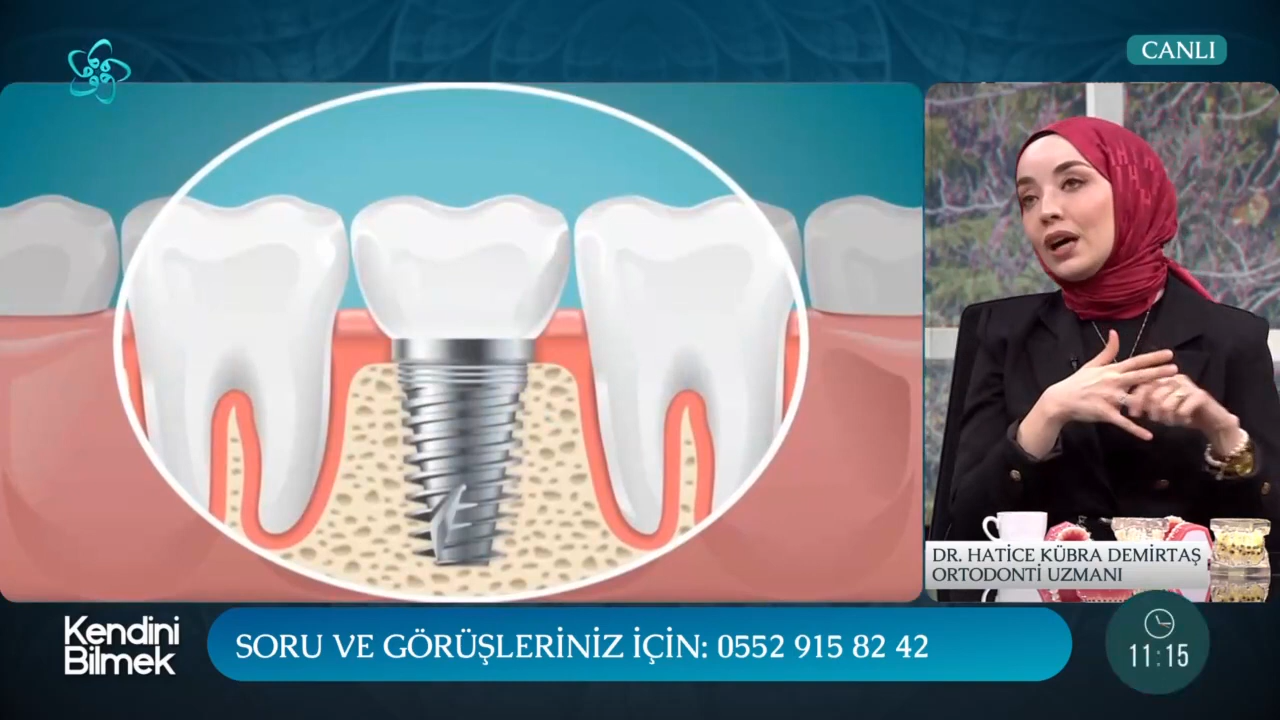 CANLI
DR. HATİCE KÜBRA DEMİRTAŞ
ORTODONTİ UZMANI
Kendini
Bilmek
SORU VE GÖRÜŞLERİNİZ İÇİN: 0552 915 82 42
11:15